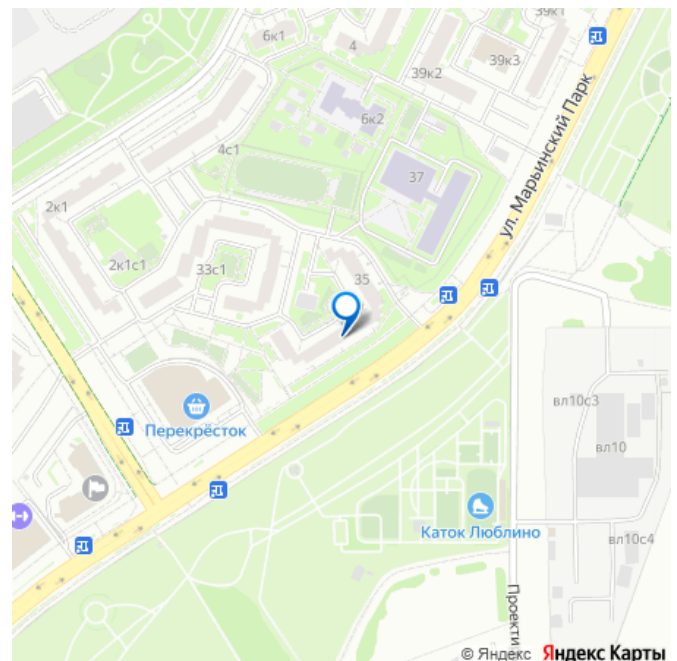 39к1
6к1
4
39к2
39к3
6к2
ул. Марьинский Парк
4с1
37
2к1
2к1с1
33с1
35
Перекрёсток
вл10с3
вл10
Каток Люблино
вл10с4
Проекти
© Яндекс Яндекс Карты